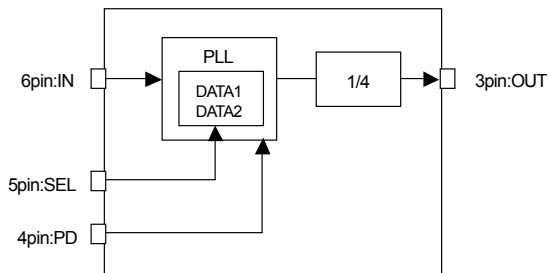 PLL
6pin:IN
DATA1
DATA2
1/4
3pin:OUT
5pin:SEL
4pin:PD